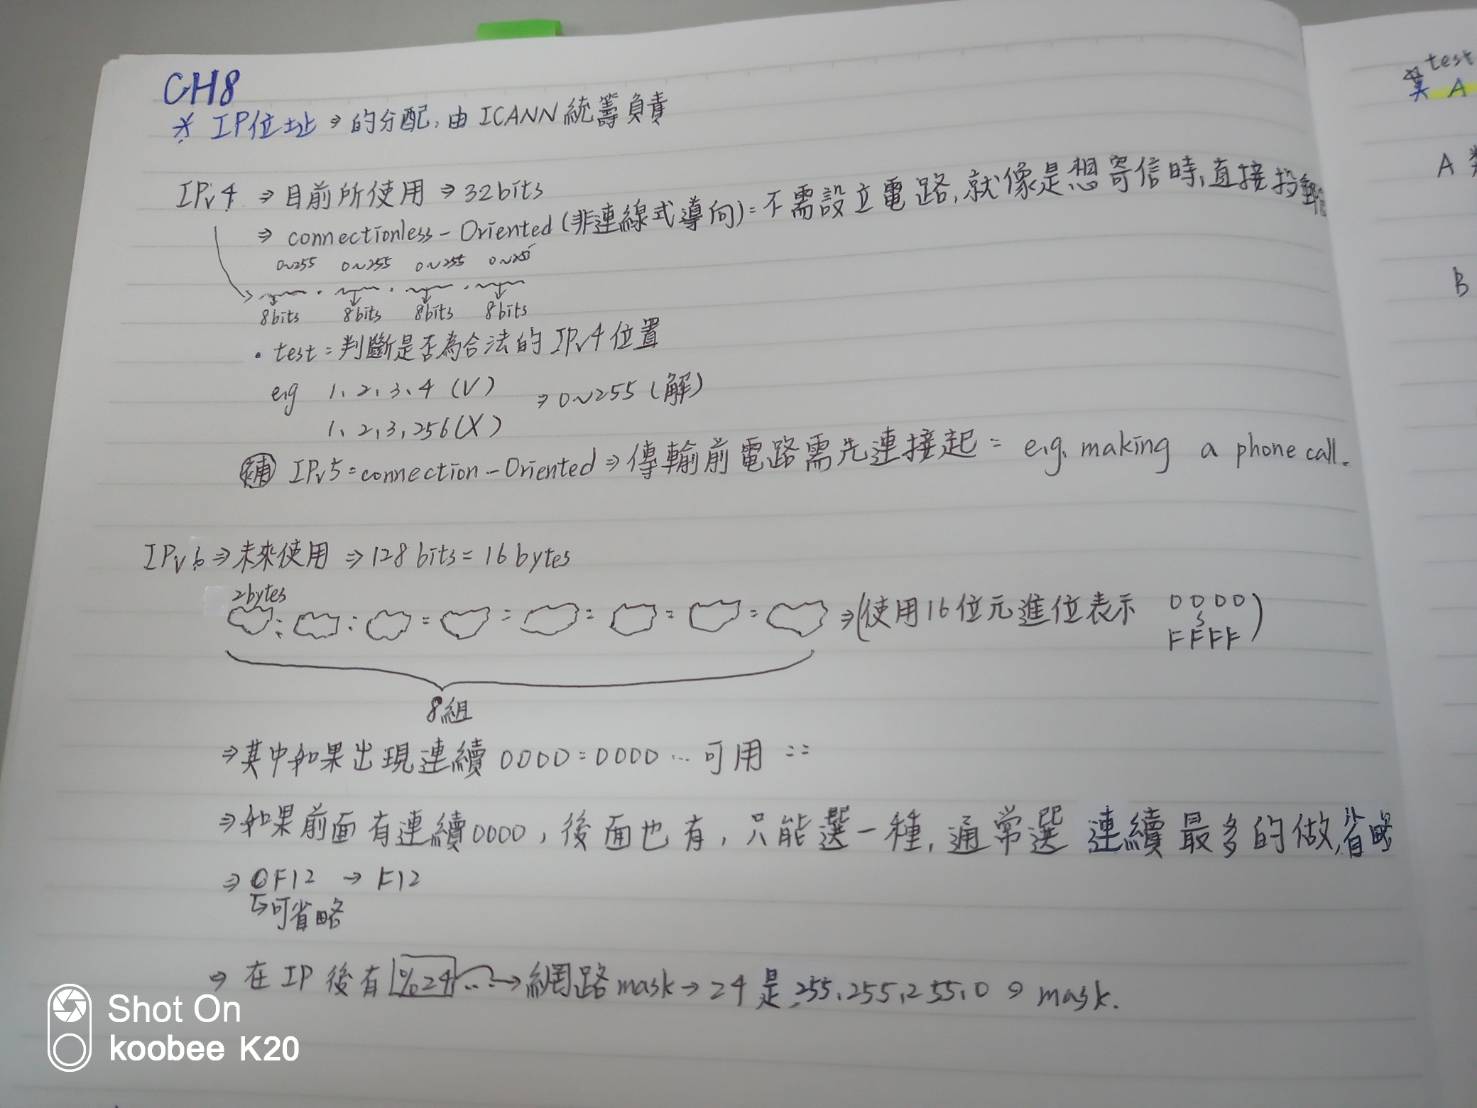 CH8
* IP位址 → 的分配, 由 ICANN 統籌負責
IPv4 ⇒ 目前所使用 ⇒ 32bits
⇒ connectionless - Oriented (非連線式導向) = 不需設立電路, 就像是想寄信時, 直接投郵
0~255 0~255 0~255 0~255
8bits 8bits 8bits 8bits
• test = 判斷是否為合法的 IPv4 位置
e.g 1. 2. 3. 4 (V) ⇒ 0~255 (解)
1. 2. 3. 256 (X)
補 IPv5 = connection - Oriented ⇒ 傳輸前電路需先連接起 = e.g. making a phone call.
IPv6 ⇒ 未來使用 ⇒ 128 bits = 16 bytes
2bytes
: : : : : : : ⇒ (使用16位元進位表示 0000 ~ FFFF)
8組
⇒ 其中如果出現連續 0000 : 0000 … 可用 ::
⇒ 如果前面有連續0000, 後面也有, 只能選一種, 通常選 連續最多的做省略
⇒ 0F12 → F12
↳可省略
⇒ 在 IP 後有 % 24 … → 網路 mask → 24 是 255.255.255.0 の mask.
test
A
A
B
Shot On
koobee K20